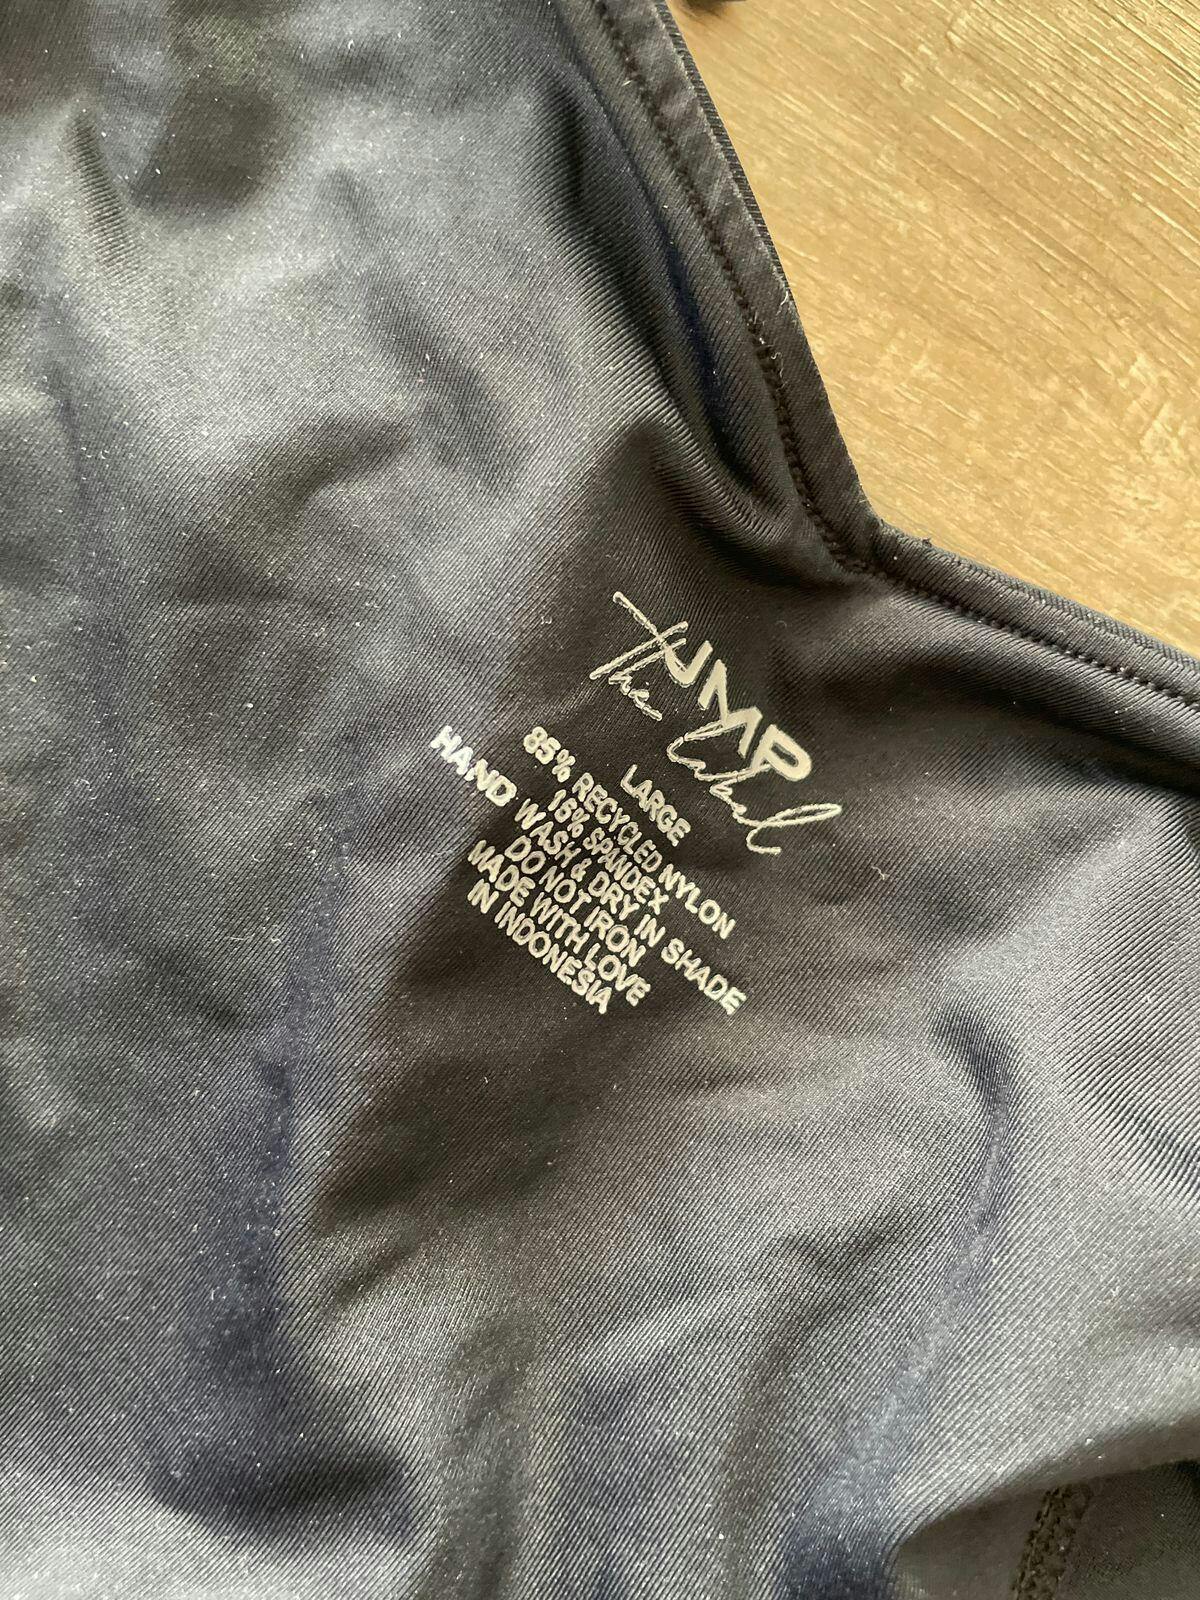 JMP
the label
LARGE
85% RECYCLED NYLON
15% SPANDEX
HAND WASH & DRY IN SHADE
DO NOT IRON
MADE WITH LOVE
IN INDONESIA